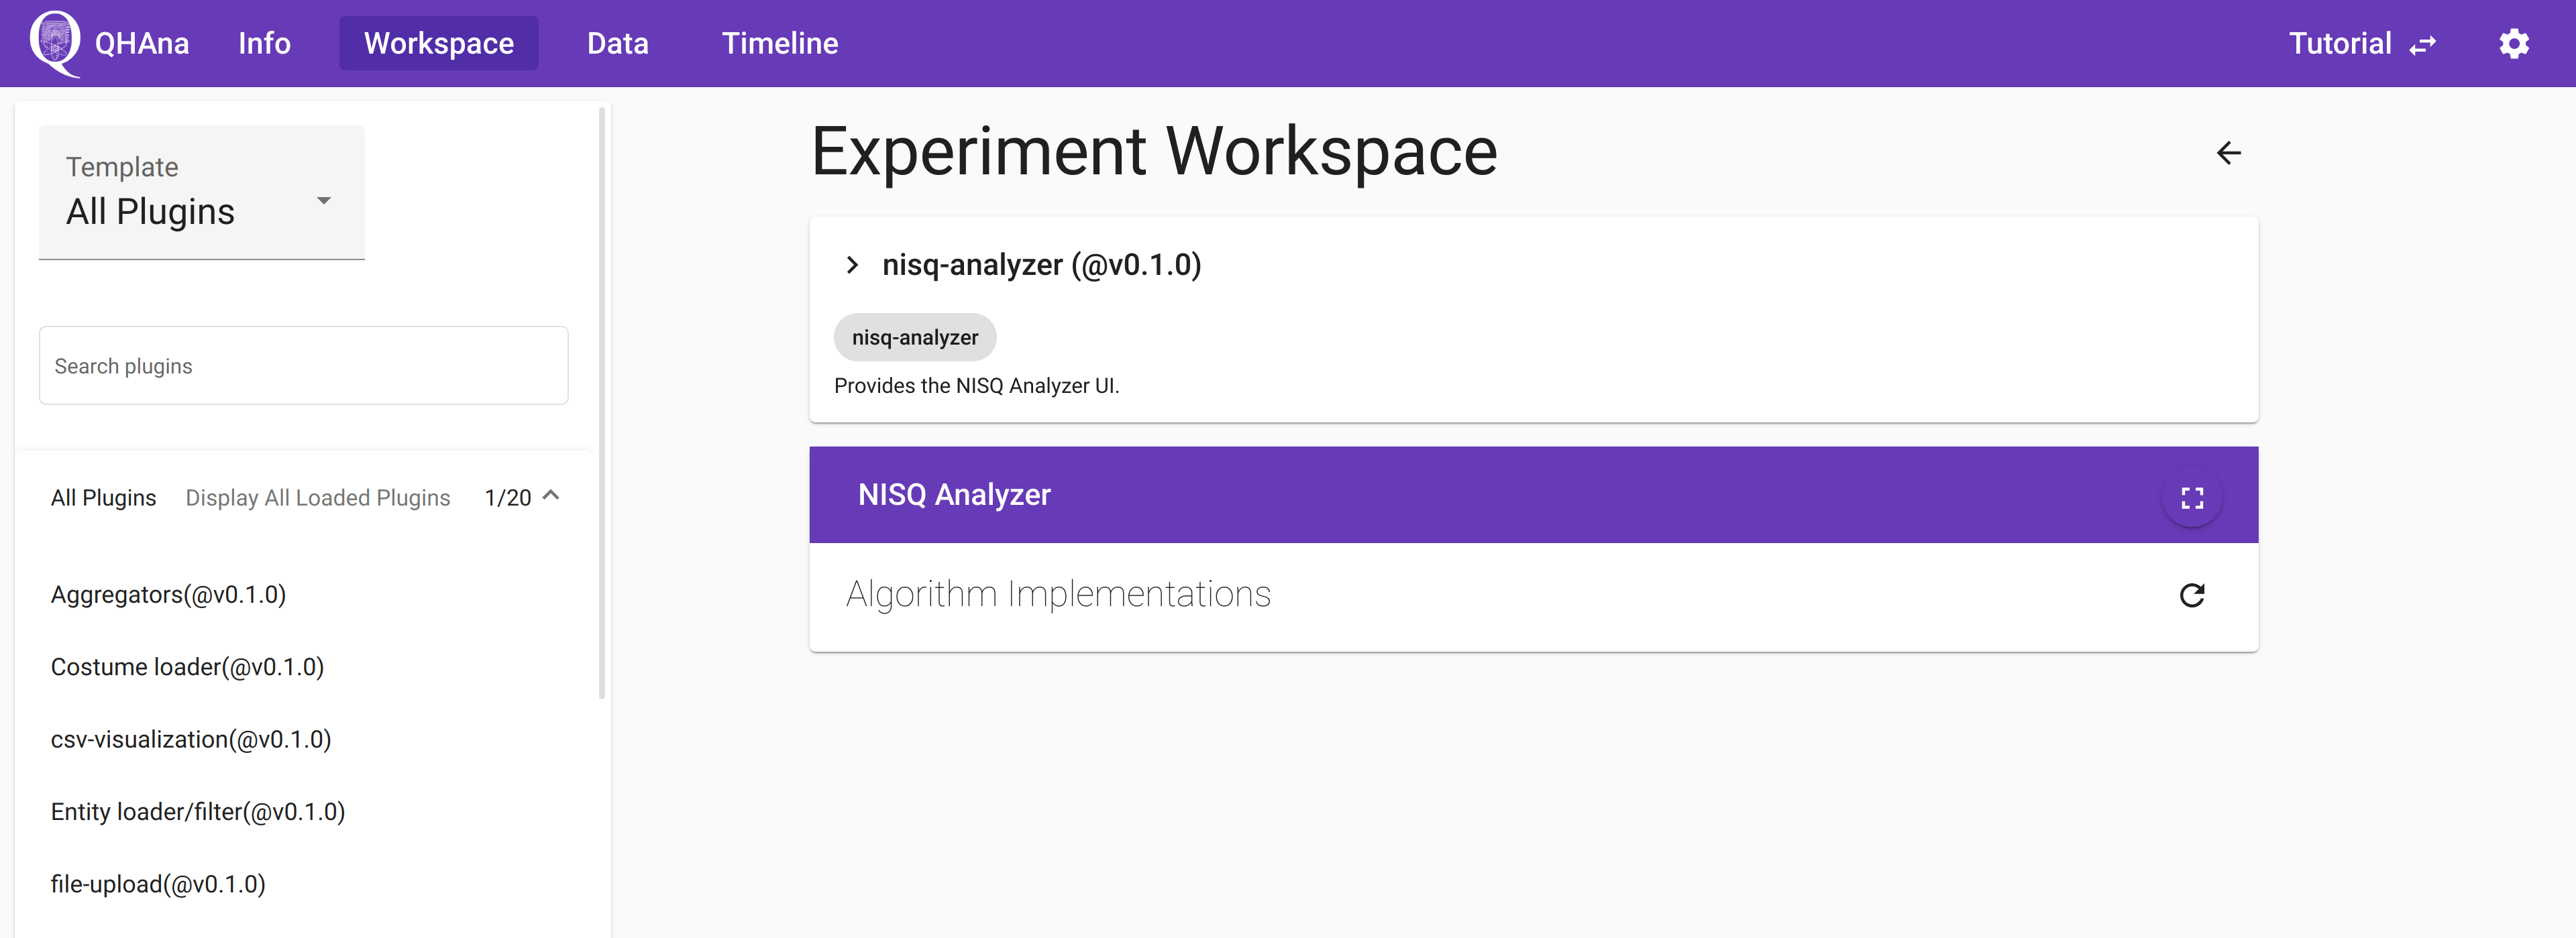 QHAna Info Workspace Data Timeline Tutorial
Template
All Plugins
Search plugins
All Plugins Display All Loaded Plugins 1/20
Aggregators(@v0.1.0)
Costume loader(@v0.1.0)
csv-visualization(@v0.1.0)
Entity loader/filter(@v0.1.0)
file-upload(@v0.1.0)
Experiment Workspace
nisq-analyzer (@v0.1.0)
nisq-analyzer
Provides the NISQ Analyzer UI.
NISQ Analyzer
Algorithm Implementations